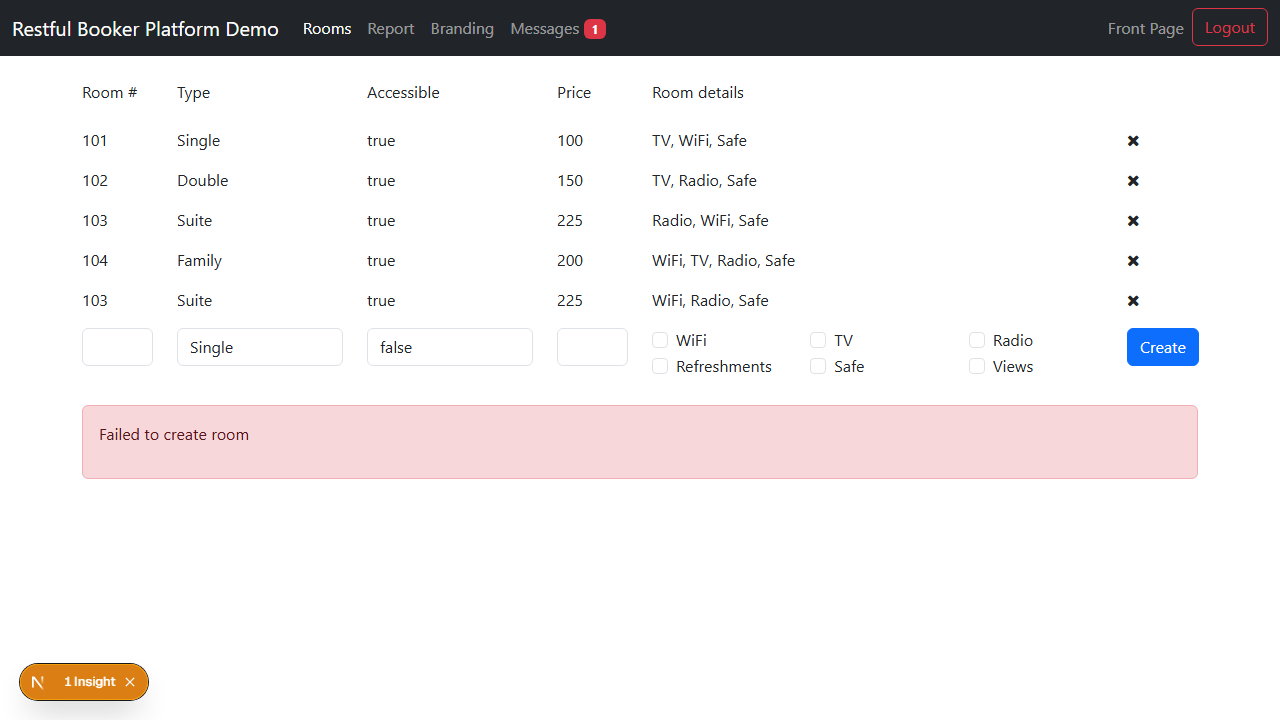 Restful Booker Platform Demo Rooms Report Branding Messages 1 Front Page Logout
Room # Type Accessible Price Room details
101 Single true 100 TV, WiFi, Safe
102 Double true 150 TV, Radio, Safe
103 Suite true 225 Radio, WiFi, Safe
104 Family true 200 WiFi, TV, Radio, Safe
103 Suite true 225 WiFi, Radio, Safe
Single false WiFi TV Radio Create
Refreshments Safe Views
Failed to create room
1 Insight